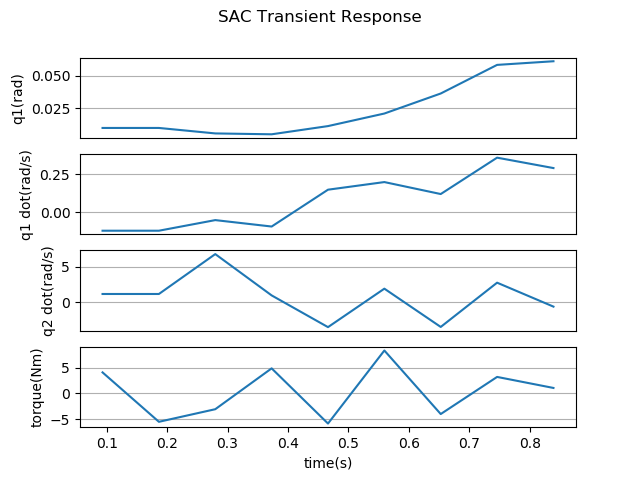 SAC Transient Response
q1(rad)
0.050
0.025
q1 dot(rad/s)
0.25
0.00
q2 dot(rad/s)
5
0
torque(Nm)
5
0
−5
0.1 0.2 0.3 0.4 0.5 0.6 0.7 0.8
time(s)